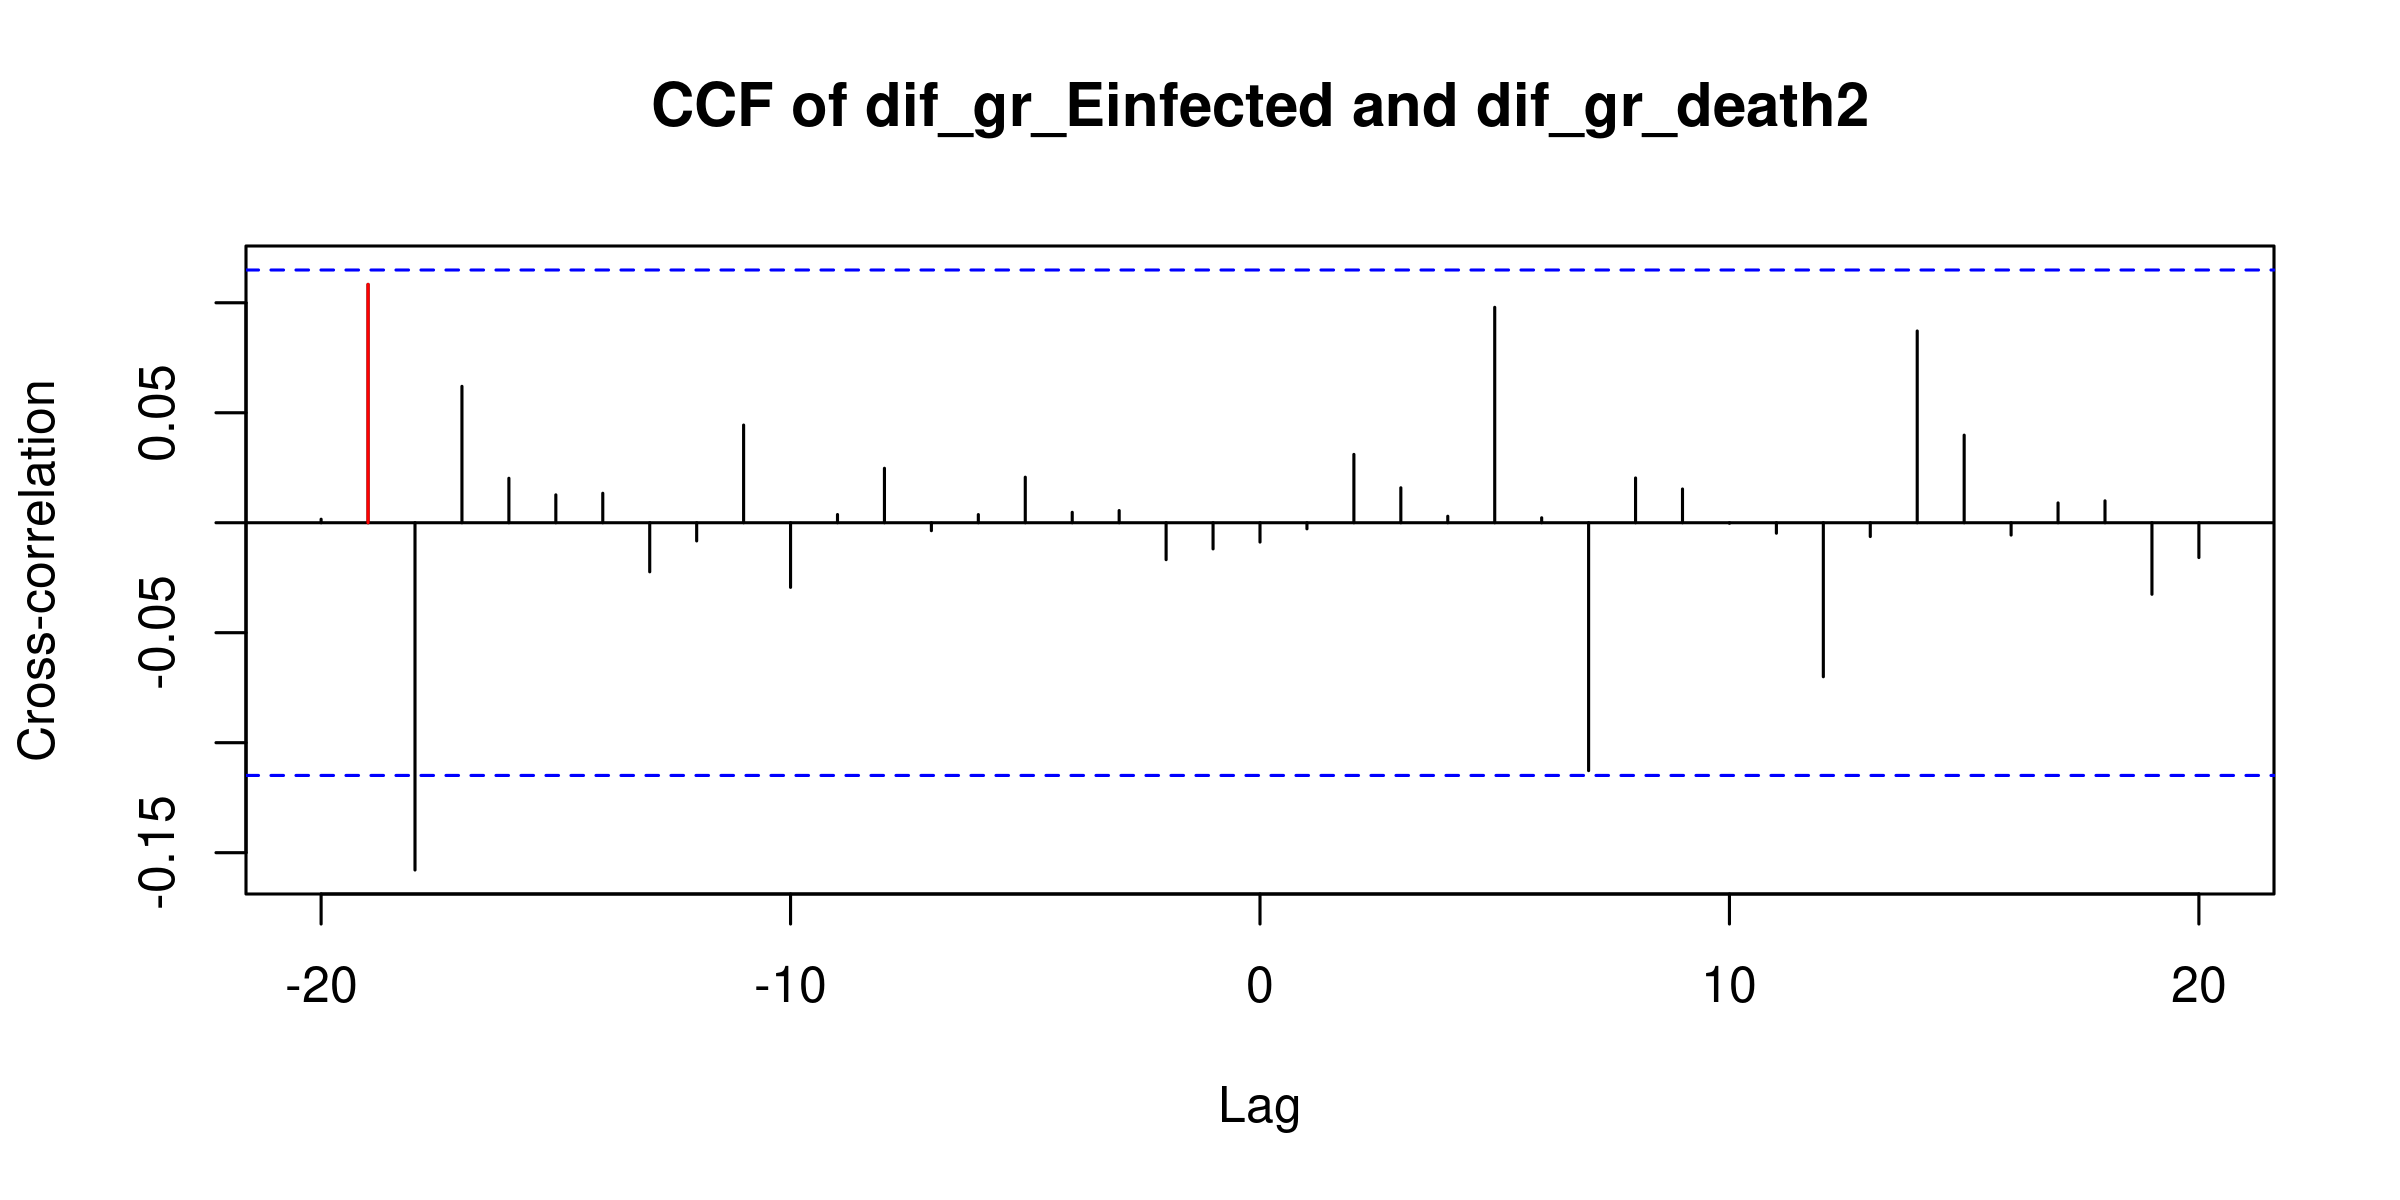 CCF of dif_gr_Einfected and dif_gr_death2
Cross-correlation
0.05
-0.05
-0.15
-20 -10 0 10 20
Lag